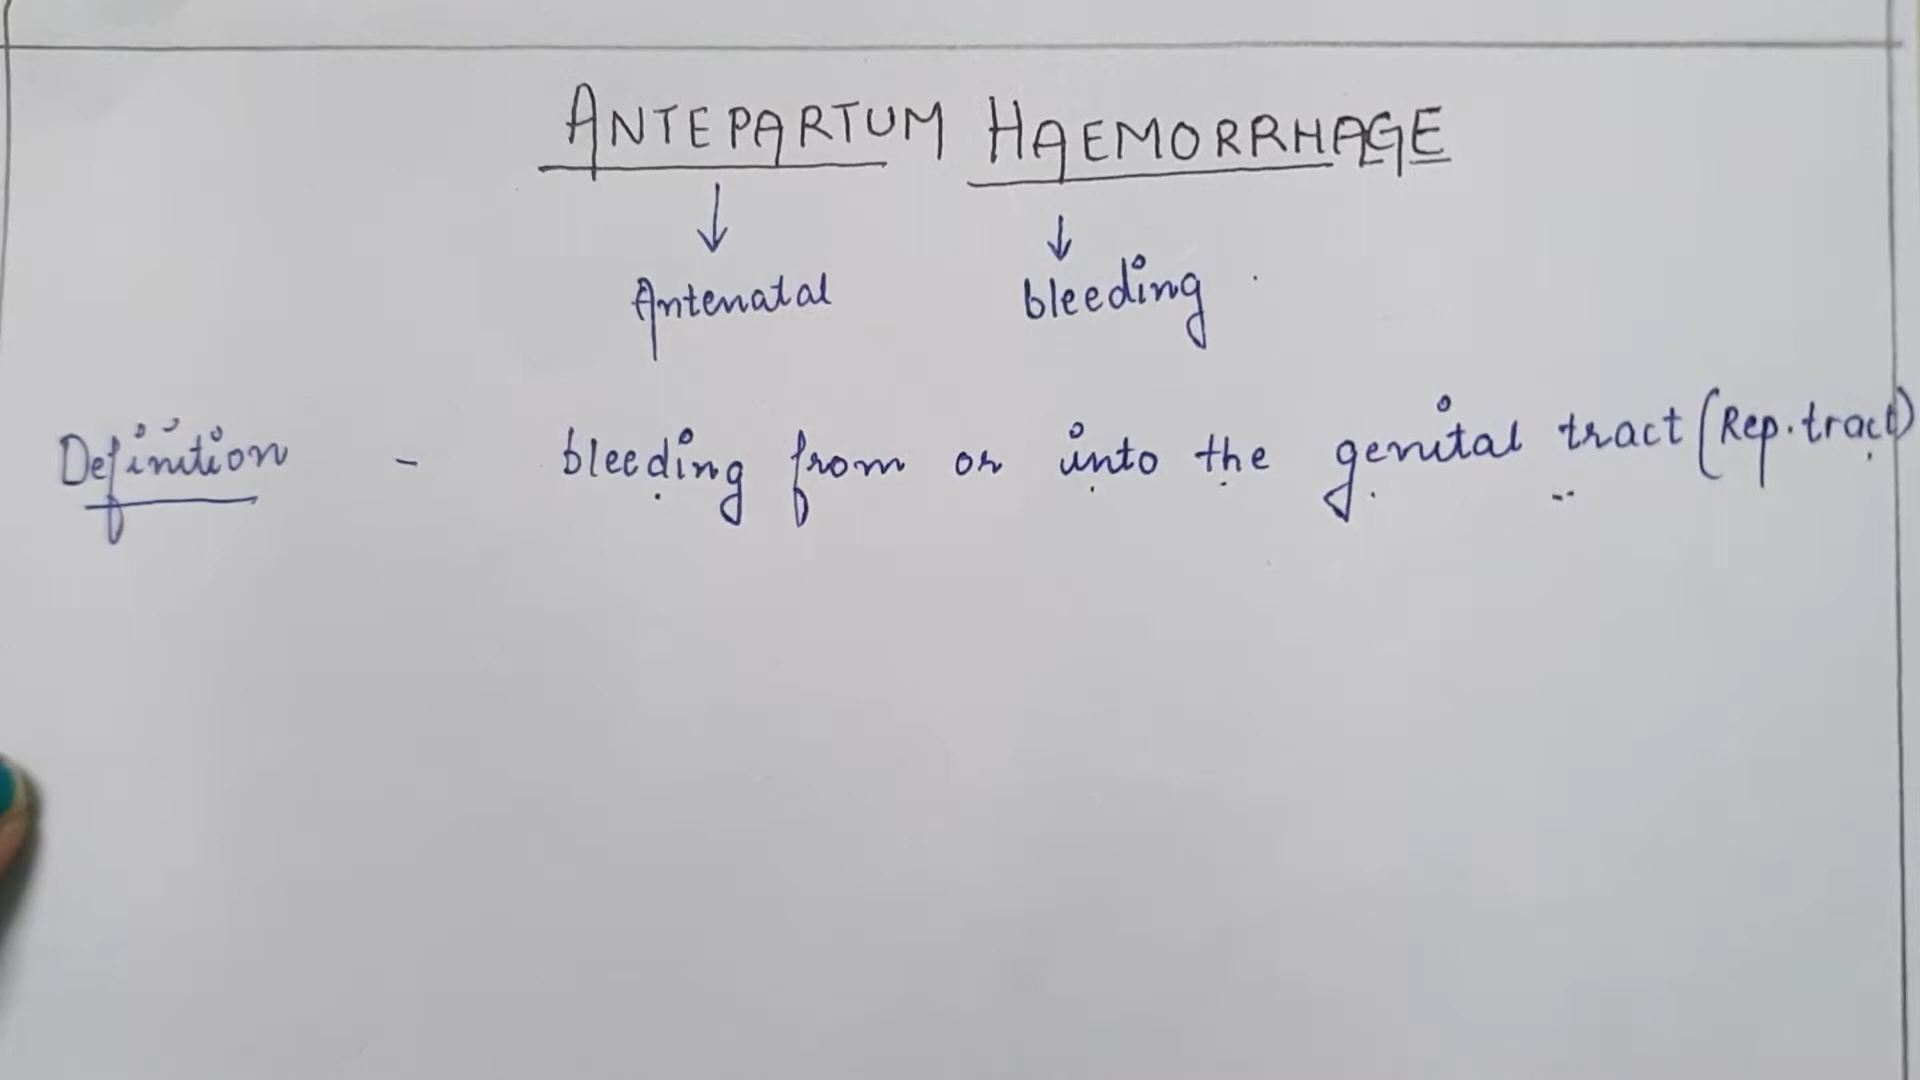 ANTEPARTUM HAEMORRHAGE
↓ ↓
Antenatal bleeding
Definition - bleeding from or into the genital tract (Rep. tract)